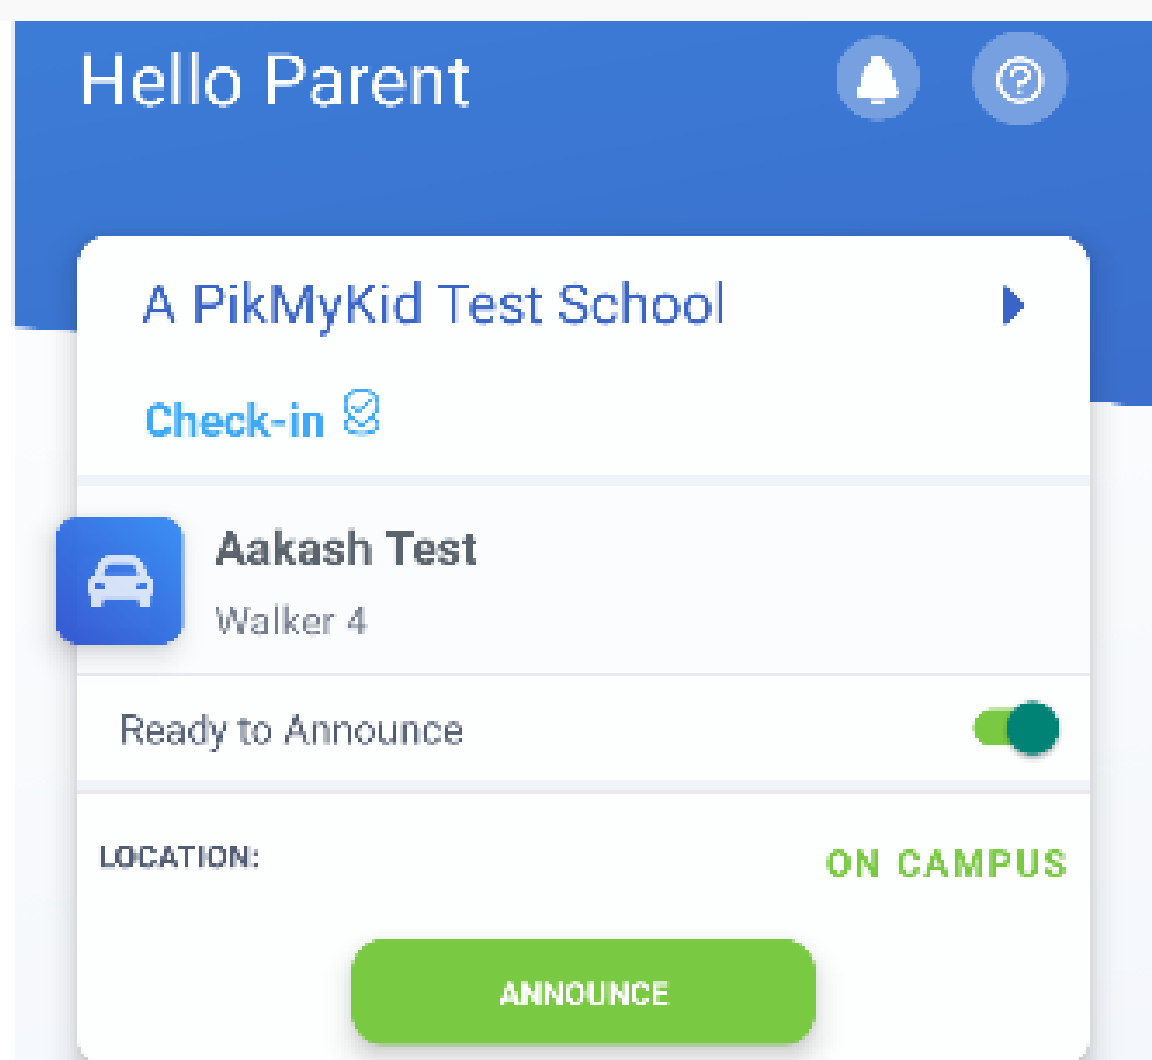 Hello Parent
A PikMyKid Test School
Check-in
Aakash Test
Walker 4
Ready to Announce
LOCATION:
ON CAMPUS
ANNOUNCE